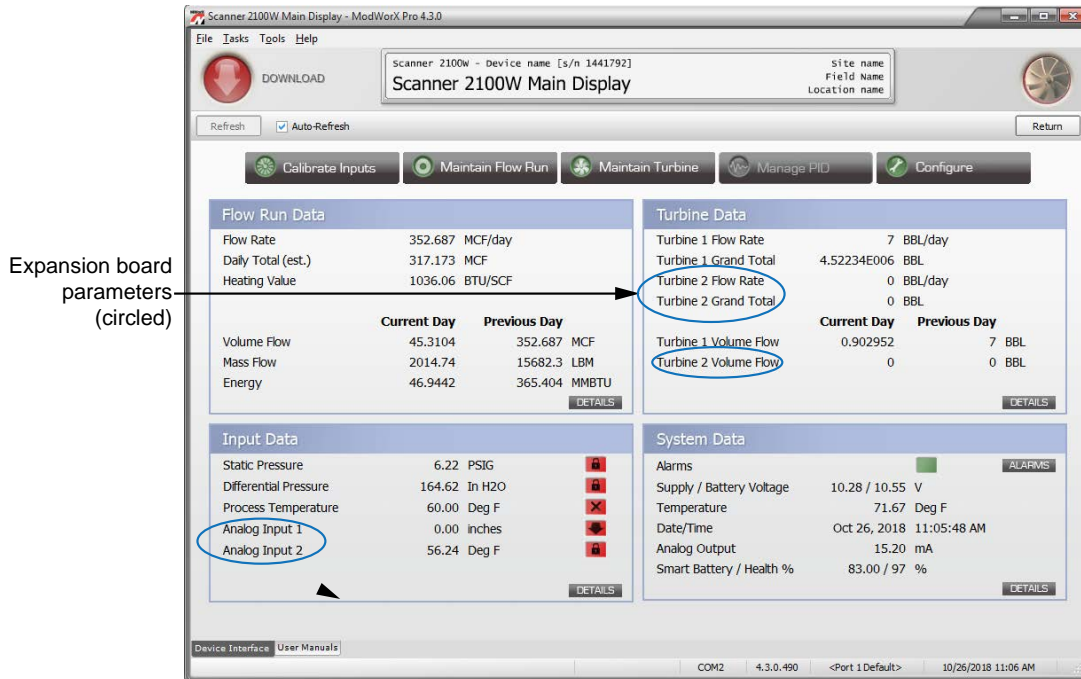 Scanner 2100W Main Display - ModWorX Pro 4.3.0
File Tasks Tools Help
DOWNLOAD
Scanner 2100W - Device name [s/n 1441792]
Scanner 2100W Main Display
Site name
Field Name
Location name
Refresh Auto-Refresh Return
Calibrate Inputs Maintain Flow Run Maintain Turbine Manage PID Configure
Expansion board
parameters
(circled)
Flow Run Data
Flow Rate 352.687 MCF/day
Daily Total (est.) 317.173 MCF
Heating Value 1036.06 BTU/SCF
Current Day Previous Day
Volume Flow 45.3104 352.687 MCF
Mass Flow 2014.74 15682.3 LBM
Energy 46.9442 365.404 MMBTU
DETAILS
Turbine Data
Turbine 1 Flow Rate 7 BBL/day
Turbine 1 Grand Total 4.52234E006 BBL
Turbine 2 Flow Rate 0 BBL/day
Turbine 2 Grand Total 0 BBL
Current Day Previous Day
Turbine 1 Volume Flow 0.902952 7 BBL
Turbine 2 Volume Flow 0 0 BBL
DETAILS
Input Data
Static Pressure 6.22 PSIG
Differential Pressure 164.62 In H2O
Process Temperature 60.00 Deg F
Analog Input 1 0.00 inches
Analog Input 2 56.24 Deg F
DETAILS
System Data
Alarms ALARMS
Supply / Battery Voltage 10.28 / 10.55 V
Temperature 71.67 Deg F
Date/Time Oct 26, 2018 11:05:48 AM
Analog Output 15.20 mA
Smart Battery / Health % 83.00 / 97 %
DETAILS
Device Interface User Manuals
COM2 4.3.0.490 <Port 1 Default> 10/26/2018 11:06 AM